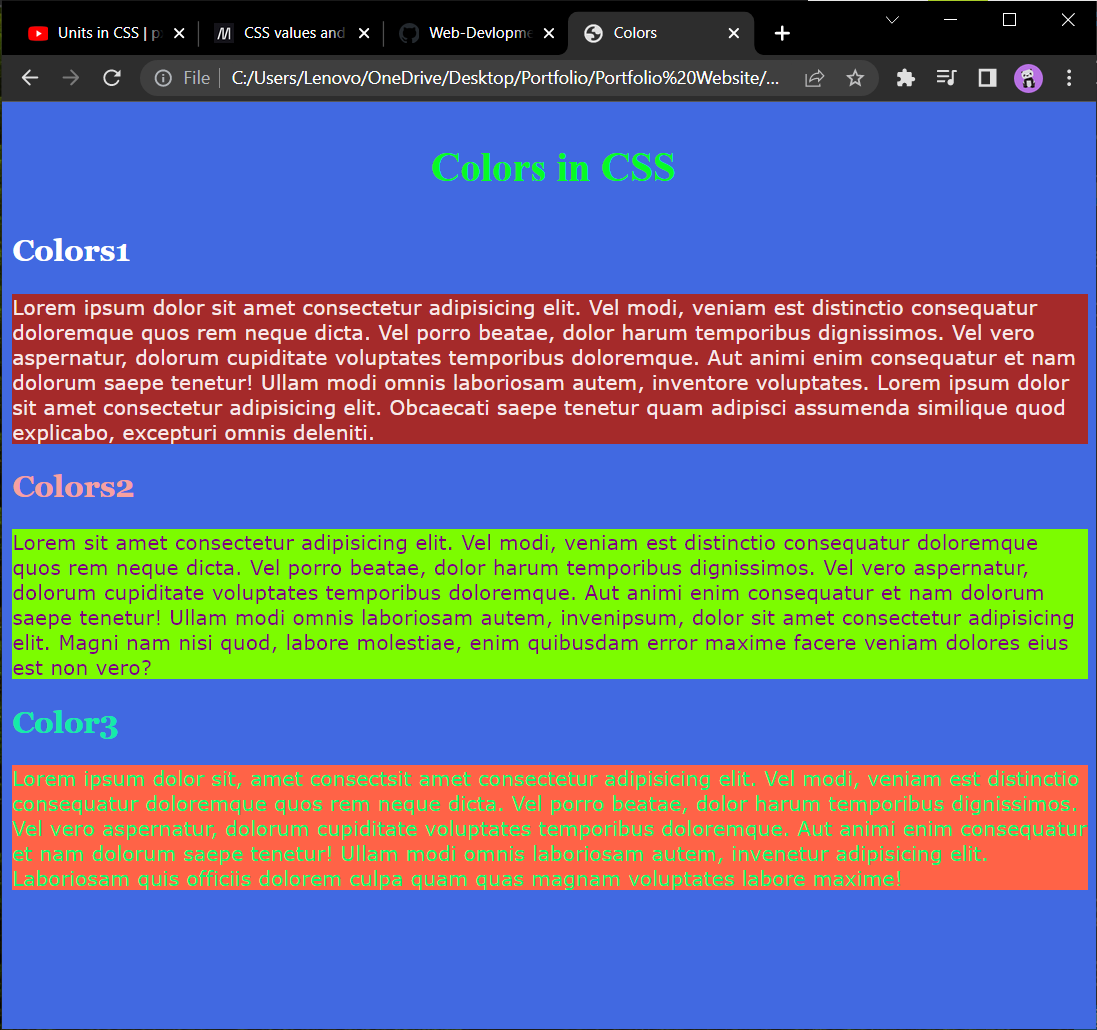 Units in CSS | p
CSS values and
Web-Devlopme
Colors
File
C:/Users/Lenovo/OneDrive/Desktop/Portfolio/Portfolio%20Website/...
Colors in CSS
Colors1
Lorem ipsum dolor sit amet consectetur adipisicing elit. Vel modi, veniam est distinctio consequatur
doloremque quos rem neque dicta. Vel porro beatae, dolor harum temporibus dignissimos. Vel vero
aspernatur, dolorum cupiditate voluptates temporibus doloremque. Aut animi enim consequatur et nam
dolorum saepe tenetur! Ullam modi omnis laboriosam autem, inventore voluptates. Lorem ipsum dolor
sit amet consectetur adipisicing elit. Obcaecati saepe tenetur quam adipisci assumenda similique quod
explicabo, excepturi omnis deleniti.
Colors2
Lorem sit amet consectetur adipisicing elit. Vel modi, veniam est distinctio consequatur doloremque
quos rem neque dicta. Vel porro beatae, dolor harum temporibus dignissimos. Vel vero aspernatur,
dolorum cupiditate voluptates temporibus doloremque. Aut animi enim consequatur et nam dolorum
saepe tenetur! Ullam modi omnis laboriosam autem, invenipsum, dolor sit amet consectetur adipisicing
elit. Magni nam nisi quod, labore molestiae, enim quibusdam error maxime facere veniam dolores eius
est non vero?
Color3
Lorem ipsum dolor sit, amet consectsit amet consectetur adipisicing elit. Vel modi, veniam est distinctio
consequatur doloremque quos rem neque dicta. Vel porro beatae, dolor harum temporibus dignissimos.
Vel vero aspernatur, dolorum cupiditate voluptates temporibus doloremque. Aut animi enim consequatur
et nam dolorum saepe tenetur! Ullam modi omnis laboriosam autem, invenetur adipisicing elit.
Laboriosam quis officiis dolorem culpa quam quas magnam voluptates labore maxime!